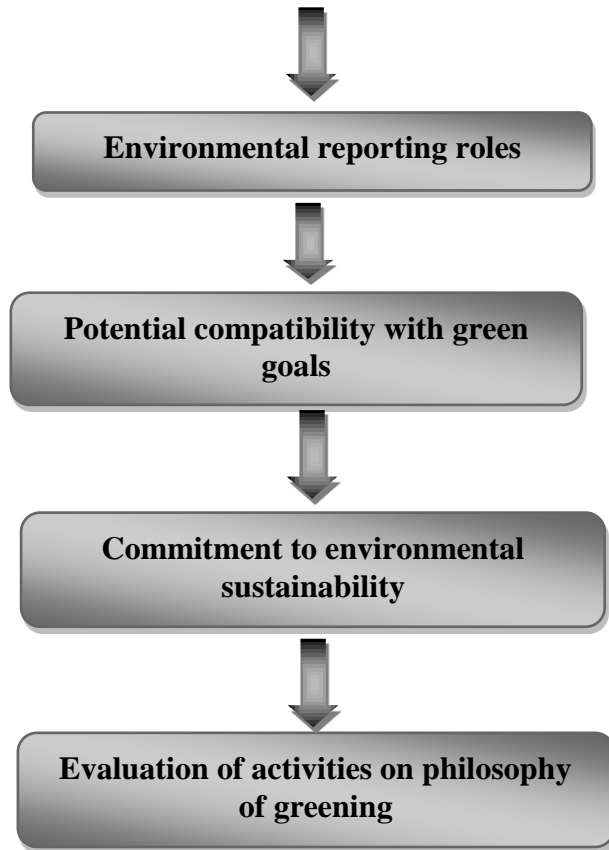 Environmental reporting roles
Potential compatibility with green
goals
Commitment to environmental
sustainability
Evaluation of activities on philosophy
of greening